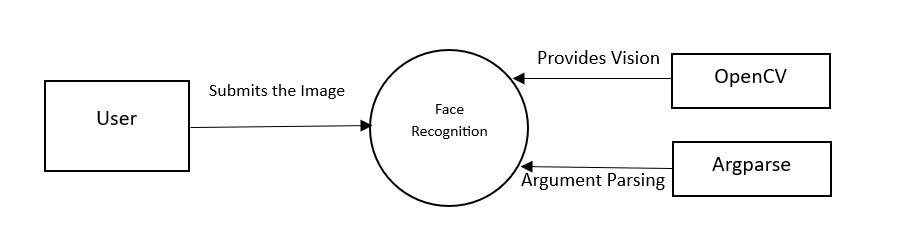 User
Submits the Image
Face
Recognition
Provides Vision
OpenCV
Argument Parsing
Argparse